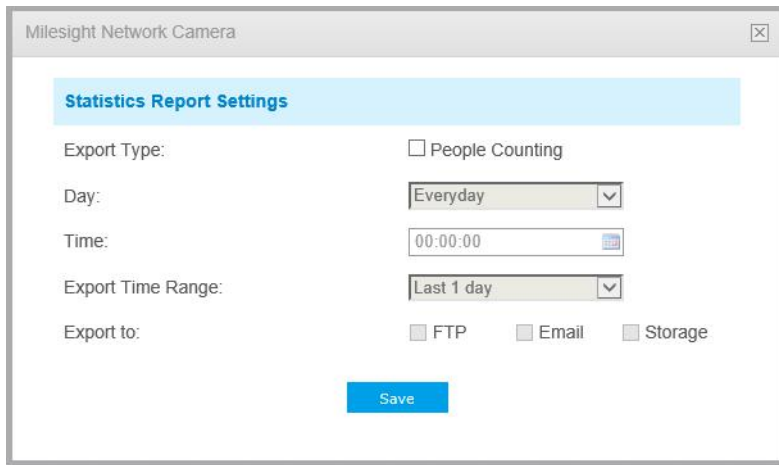 Milesight Network Camera
Statistics Report Settings
Export Type: People Counting
Day: Everyday
Time: 00:00:00
Export Time Range: Last 1 day
Export to: FTP Email Storage
Save